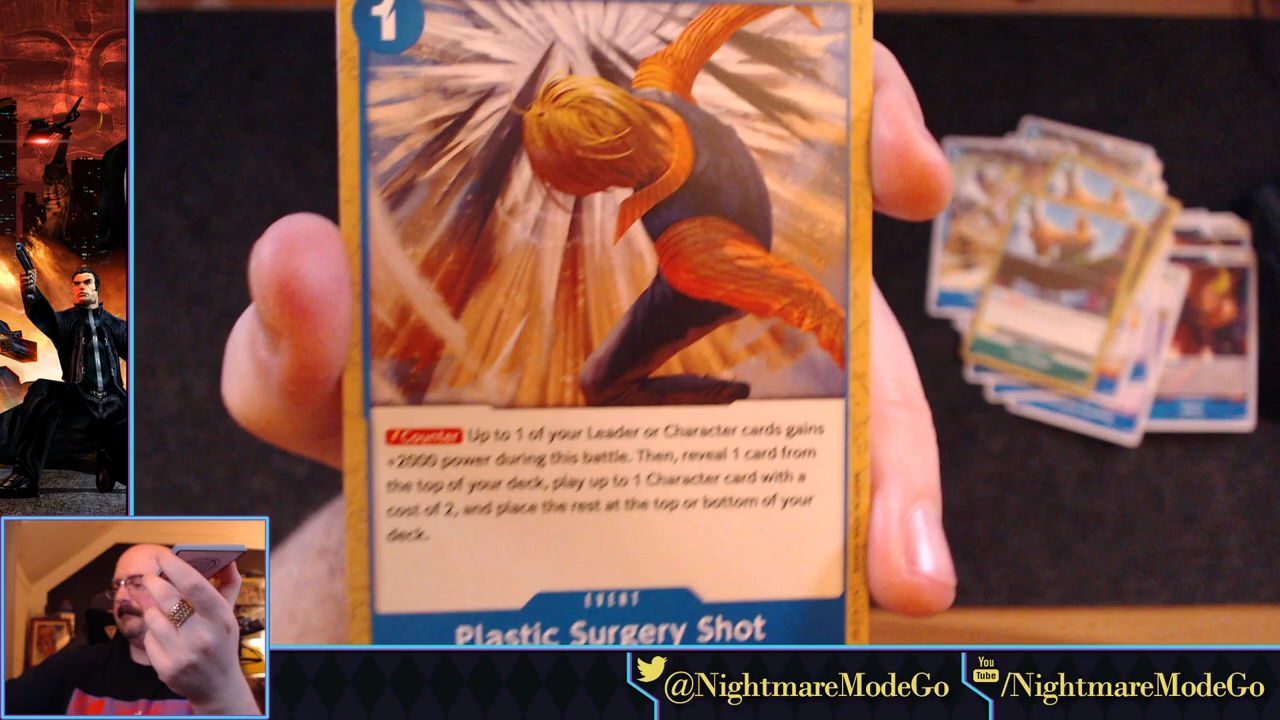 1
Counter Up to 1 of your Leader or Character cards gains
+2000 power during this battle. Then, reveal 1 card from
the top of your deck, play up to 1 Character card with a
cost of 2, and place the rest at the top or bottom of your
deck.
EVENT
Plastic Surgery Shot
@NightmareModeGo
You
Tube
/NightmareModeGo